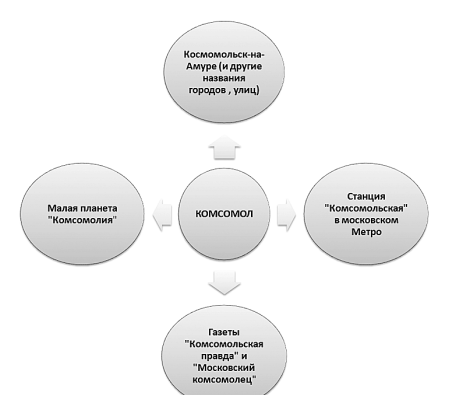 Космомольск-на-
Амуре (и другие
названия
городов , улиц)
Малая планета
"Комсомолия"
КОМСОМОЛ
Станция
"Комсомольская"
в московском
Метро
Газеты
"Комсомольская
правда" и
"Московский
комсомолец"